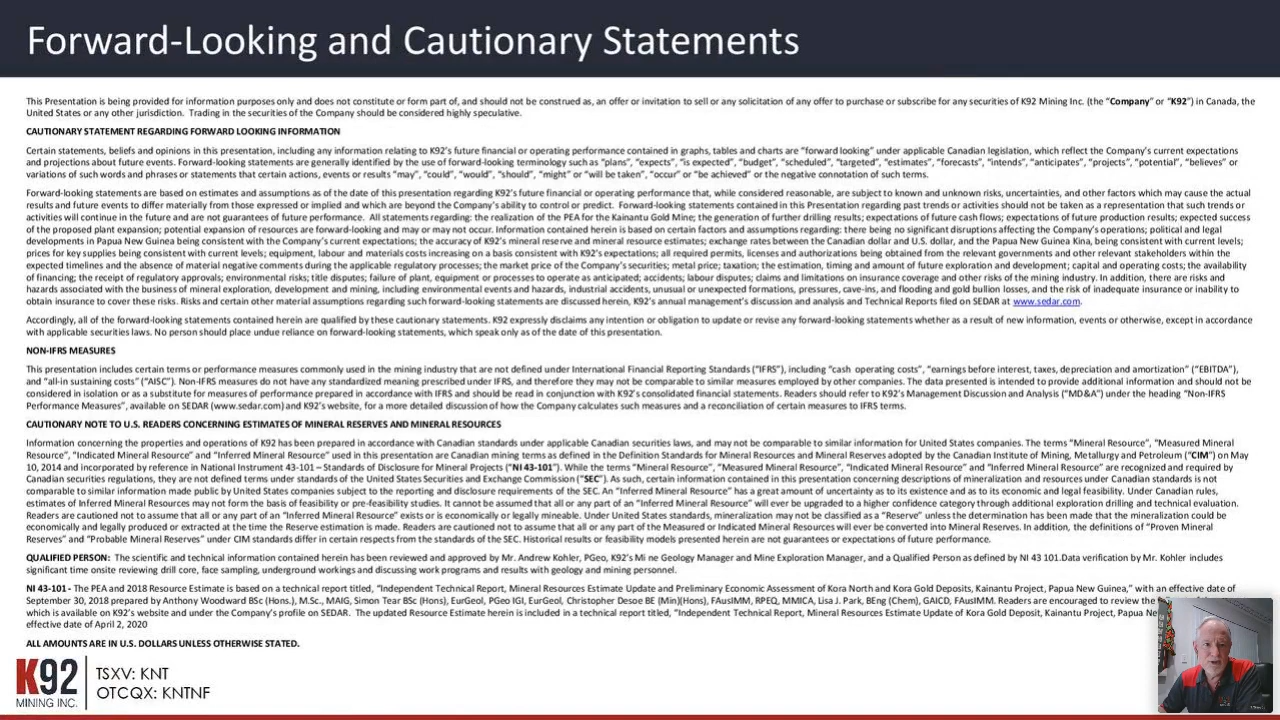 Forward-Looking and Cautionary Statements
This Presentation is being provided for information purposes only and does not constitute or form part of, and should not be construed as, an offer or invitation to sell or any solicitation of any offer to purchase or subscribe for any securities of K92 Mining Inc. (the “Company” or “K92”) in Canada, the
United States or any other jurisdiction. Trading in the securities of the Company should be considered highly speculative.
CAUTIONARY STATEMENT REGARDING FORWARD LOOKING INFORMATION
Certain statements, beliefs and opinions in this presentation, including any information relating to K92’s future financial or operating performance contained in graphs, tables and charts are “forward looking” under applicable Canadian legislation, which reflect the Company’s current expectations
and projections about future events. Forward-looking statements are generally identified by the use of forward-looking terminology such as “plans”, “expects”, “is expected”, “budget”, “scheduled”, “targeted”, “estimates”, “forecasts”, “intends”, “anticipates”, “projects”, “potential”, “believes” or
variations of such words and phrases or statements that certain actions, events or results “may”, “could”, “would”, “should”, “might” or “will be taken”, “occur” or “be achieved” or the negative connotation of such terms.
Forward-looking statements are based on estimates and assumptions as of the date of this presentation regarding K92’s future financial or operating performance that, while considered reasonable, are subject to known and unknown risks, uncertainties, and other factors which may cause the actual
results and future events to differ materially from those expressed or implied and which are beyond the Company’s ability to control or predict. Forward-looking statements contained in this Presentation regarding past trends or activities should not be taken as a representation that such trends or
activities will continue in the future and are not guarantees of future performance. All statements regarding: the realization of the PEA for the Kainantu Gold Mine; the generation of further drilling results; expectations of future cash flows; expectations of future production results; expected success
of the proposed plant expansion; potential expansion of resources are forward-looking and may or may not occur. Information contained herein is based on certain factors and assumptions regarding: there being no significant disruptions affecting the Company’s operations; political and legal
developments in Papua New Guinea being consistent with the Company’s current expectations; the accuracy of K92’s mineral reserve and mineral resource estimates; exchange rates between the Canadian dollar and U.S. dollar, and the Papua New Guinea Kina, being consistent with current levels;
prices for key supplies being consistent with current levels; equipment, labour and materials costs increasing on a basis consistent with K92’s expectations; all required permits, licenses and authorizations being obtained from the relevant governments and other relevant stakeholders within the
expected timelines and the absence of material negative comments during the applicable regulatory processes; the market price of the Company’s securities; metal price; taxation; the estimation, timing and amount of future exploration and development; capital and operating costs; the availability
of financing; the receipt of regulatory approvals; environmental risks; title disputes; failure of plant, equipment or processes to operate as anticipated; accidents; labour disputes; claims and limitations on insurance coverage and other risks of the mining industry. In addition, there are risks and
hazards associated with the business of mineral exploration, development and mining, including environmental events and hazards, industrial accidents, unusual or unexpected formations, pressures, cave-ins, and flooding and gold bullion losses, and the risk of inadequate insurance or inability to
obtain insurance to cover these risks. Risks and certain other material assumptions regarding such forward-looking statements are discussed herein, K92’s annual management’s discussion and analysis and Technical Reports filed on SEDAR at www.sedar.com.
Accordingly, all of the forward-looking statements contained herein are qualified by these cautionary statements. K92 expressly disclaims any intention or obligation to update or revise any forward-looking statements whether as a result of new information, events or otherwise, except in accordance
with applicable securities laws. No person should place undue reliance on forward-looking statements, which speak only as of the date of this presentation.
NON-IFRS MEASURES
This presentation includes certain terms or performance measures commonly used in the mining industry that are not defined under International Financial Reporting Standards (“IFRS”), including “cash operating costs”, “earnings before interest, taxes, depreciation and amortization” (“EBITDA”),
and “all-in sustaining costs” (“AISC”). Non-IFRS measures do not have any standardized meaning prescribed under IFRS, and therefore they may not be comparable to similar measures employed by other companies. The data presented is intended to provide additional information and should not be
considered in isolation or as a substitute for measures of performance prepared in accordance with IFRS and should be read in conjunction with K92’s consolidated financial statements. Readers should refer to K92’s Management Discussion and Analysis (“MD&A”) under the heading “Non-IFRS
Performance Measures”, available on SEDAR (www.sedar.com) and K92’s website, for a more detailed discussion of how the Company calculates such measures and a reconciliation of certain measures to IFRS terms.
CAUTIONARY NOTE TO U.S. READERS CONCERNING ESTIMATES OF MINERAL RESERVES AND MINERAL RESOURCES
Information concerning the properties and operations of K92 has been prepared in accordance with Canadian standards under applicable Canadian securities laws, and may not be comparable to similar information for United States companies. The terms “Mineral Resource”, “Measured Mineral
Resource”, “Indicated Mineral Resource” and “Inferred Mineral Resource” used in this presentation are Canadian mining terms as defined in the Definition Standards for Mineral Resources and Mineral Reserves adopted by the Canadian Institute of Mining, Metallurgy and Petroleum (“CIM”) on May
10, 2014 and incorporated by reference in National Instrument 43-101 – Standards of Disclosure for Mineral Projects (“NI 43-101”). While the terms “Mineral Resource”, “Measured Mineral Resource”, “Indicated Mineral Resource” and “Inferred Mineral Resource” are recognized and required by
Canadian securities regulations, they are not defined terms under standards of the United States Securities and Exchange Commission (“SEC”). As such, certain information contained in this presentation concerning descriptions of mineralization and resources under Canadian standards is not
comparable to similar information made public by United States companies subject to the reporting and disclosure requirements of the SEC. An “Inferred Mineral Resource” has a great amount of uncertainty as to its existence and as to its economic and legal feasibility. Under Canadian rules,
estimates of Inferred Mineral Resources may not form the basis of feasibility or pre-feasibility studies. It cannot be assumed that all or any part of an “Inferred Mineral Resource” will ever be upgraded to a higher confidence category through additional exploration drilling and technical evaluation.
Readers are cautioned not to assume that all or any part of an “Inferred Mineral Resource” exists or is economically or legally mineable. Under United States standards, mineralization may not be classified as a “Reserve” unless the determination has been made that the mineralization could be
economically and legally produced or extracted at the time the Reserve estimation is made. Readers are cautioned not to assume that all or any part of the Measured or Indicated Mineral Resources will ever be converted into Mineral Reserves. In addition, the definitions of “Proven Mineral
Reserves” and “Probable Mineral Reserves” under CIM standards differ in certain respects from the standards of the SEC. Historical results or feasibility models presented herein are not guarantees or expectations of future performance.
QUALIFIED PERSON: The scientific and technical information contained herein has been reviewed and approved by Mr. Andrew Kohler, PGeo, K92’s Mi ne Geology Manager and Mine Exploration Manager, and a Qualified Person as defined by NI 43 101.Data verification by Mr. Kohler includes
significant time onsite reviewing drill core, face sampling, underground workings and discussing work programs and results with geology and mining personnel.
NI 43-101 - The PEA and 2018 Resource Estimate is based on a technical report titled, “Independent Technical Report, Mineral Resources Estimate Update and Preliminary Economic Assessment of Kora North and Kora Gold Deposits, Kainantu Project, Papua New Guinea,” with an effective date of
September 30, 2018 prepared by Anthony Woodward BSc (Hons.), M.Sc., MAIG, Simon Tear BSc (Hons), EurGeol, PGeo IGI, EurGeol, Christopher Desoe BE (Min)(Hons), FAusIMM, RPEQ, MMICA, Lisa J. Park, BEng (Chem), GAICD, FAusIMM. Readers are encouraged to review the
which is available on K92’s website and under the Company’s profile on SEDAR. The updated Resource Estimate herein is included in a technical report titled, “Independent Technical Report, Mineral Resources Estimate Update of Kora Gold Deposit, Kainantu Project, Papua
effective date of April 2, 2020
ALL AMOUNTS ARE IN U.S. DOLLARS UNLESS OTHERWISE STATED.
K92
MINING INC.
TSXV: KNT
OTCQX: KNTNF